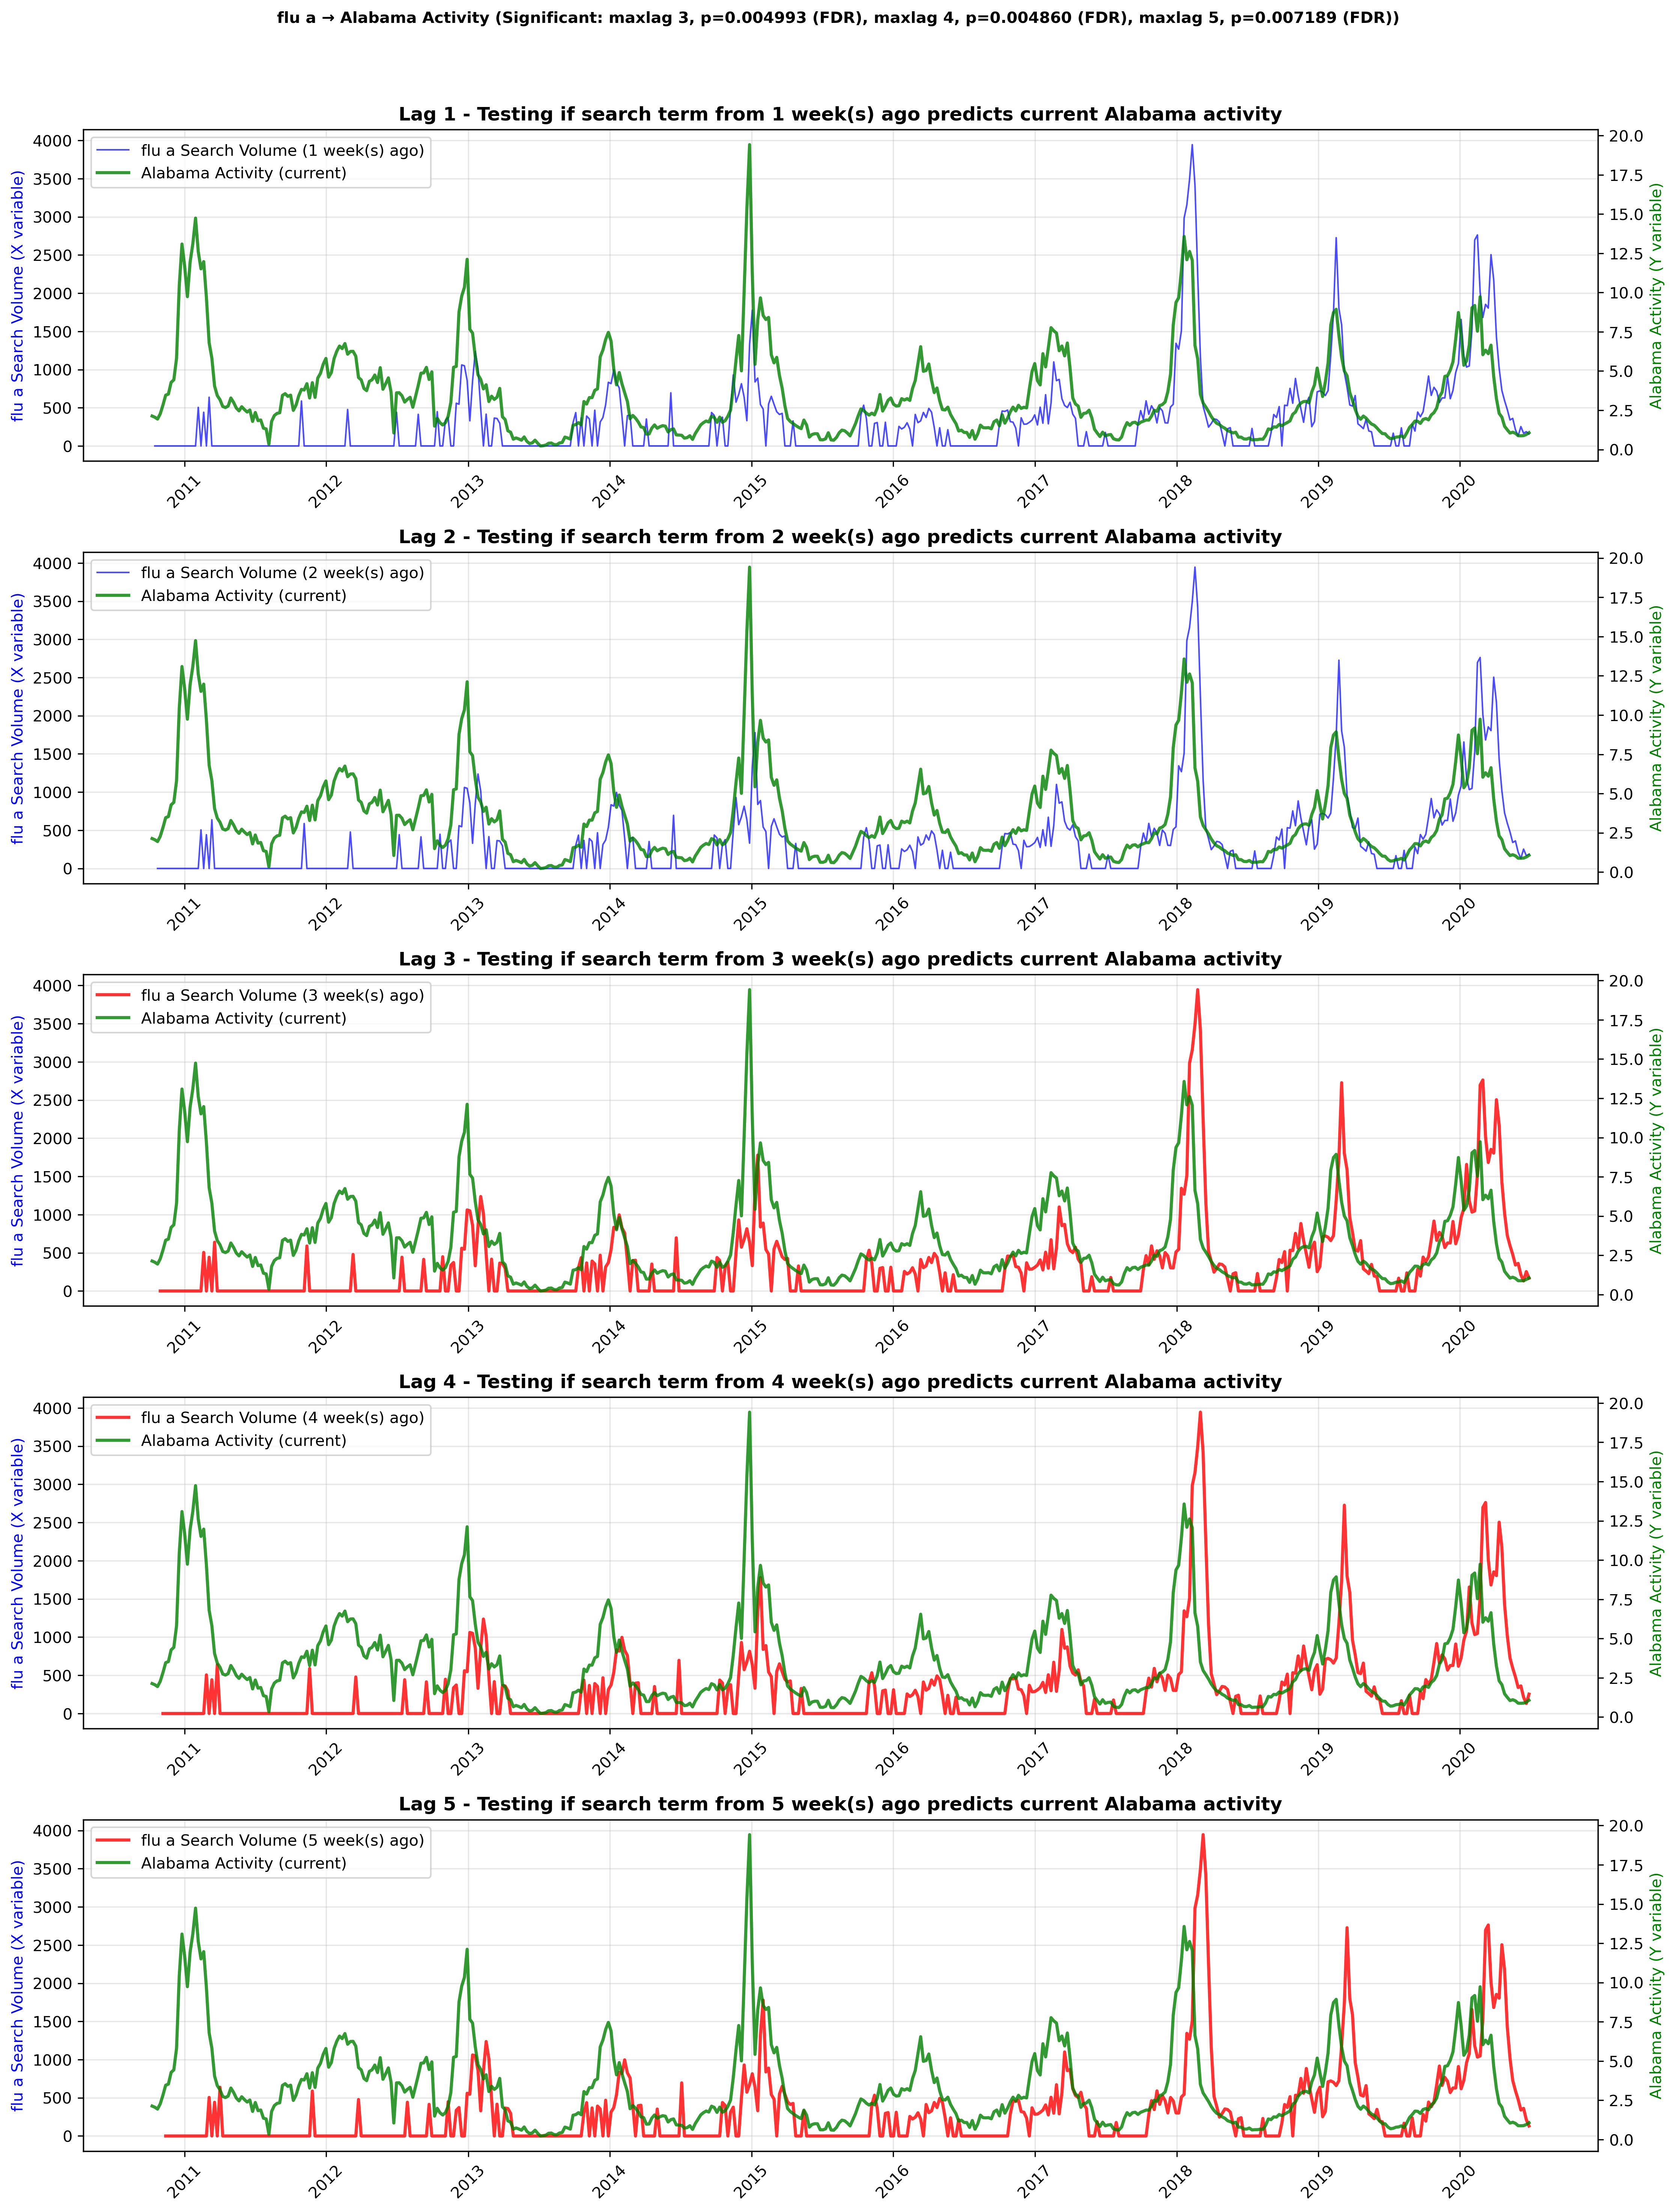 flu a → Alabama Activity (Significant: maxlag 3, p=0.004993 (FDR), maxlag 4, p=0.004860 (FDR), maxlag 5, p=0.007189 (FDR))
Lag 1 - Testing if search term from 1 week(s) ago predicts current Alabama activity
flu a Search Volume (1 week(s) ago)
Alabama Activity (current)
flu a Search Volume (X variable)
4000
3500
3000
2500
2000
1500
1000
500
0
20.0
17.5
15.0
12.5
10.0
7.5
5.0
2.5
0.0
Alabama Activity (Y variable)
2011 2012 2013 2014 2015 2016 2017 2018 2019 2020
Lag 2 - Testing if search term from 2 week(s) ago predicts current Alabama activity
flu a Search Volume (2 week(s) ago)
Alabama Activity (current)
flu a Search Volume (X variable)
4000
3500
3000
2500
2000
1500
1000
500
0
20.0
17.5
15.0
12.5
10.0
7.5
5.0
2.5
0.0
Alabama Activity (Y variable)
2011 2012 2013 2014 2015 2016 2017 2018 2019 2020
Lag 3 - Testing if search term from 3 week(s) ago predicts current Alabama activity
flu a Search Volume (3 week(s) ago)
Alabama Activity (current)
flu a Search Volume (X variable)
4000
3500
3000
2500
2000
1500
1000
500
0
20.0
17.5
15.0
12.5
10.0
7.5
5.0
2.5
0.0
Alabama Activity (Y variable)
2011 2012 2013 2014 2015 2016 2017 2018 2019 2020
Lag 4 - Testing if search term from 4 week(s) ago predicts current Alabama activity
flu a Search Volume (4 week(s) ago)
Alabama Activity (current)
flu a Search Volume (X variable)
4000
3500
3000
2500
2000
1500
1000
500
0
20.0
17.5
15.0
12.5
10.0
7.5
5.0
2.5
0.0
Alabama Activity (Y variable)
2011 2012 2013 2014 2015 2016 2017 2018 2019 2020
Lag 5 - Testing if search term from 5 week(s) ago predicts current Alabama activity
flu a Search Volume (5 week(s) ago)
Alabama Activity (current)
flu a Search Volume (X variable)
4000
3500
3000
2500
2000
1500
1000
500
0
20.0
17.5
15.0
12.5
10.0
7.5
5.0
2.5
0.0
Alabama Activity (Y variable)
2011 2012 2013 2014 2015 2016 2017 2018 2019 2020